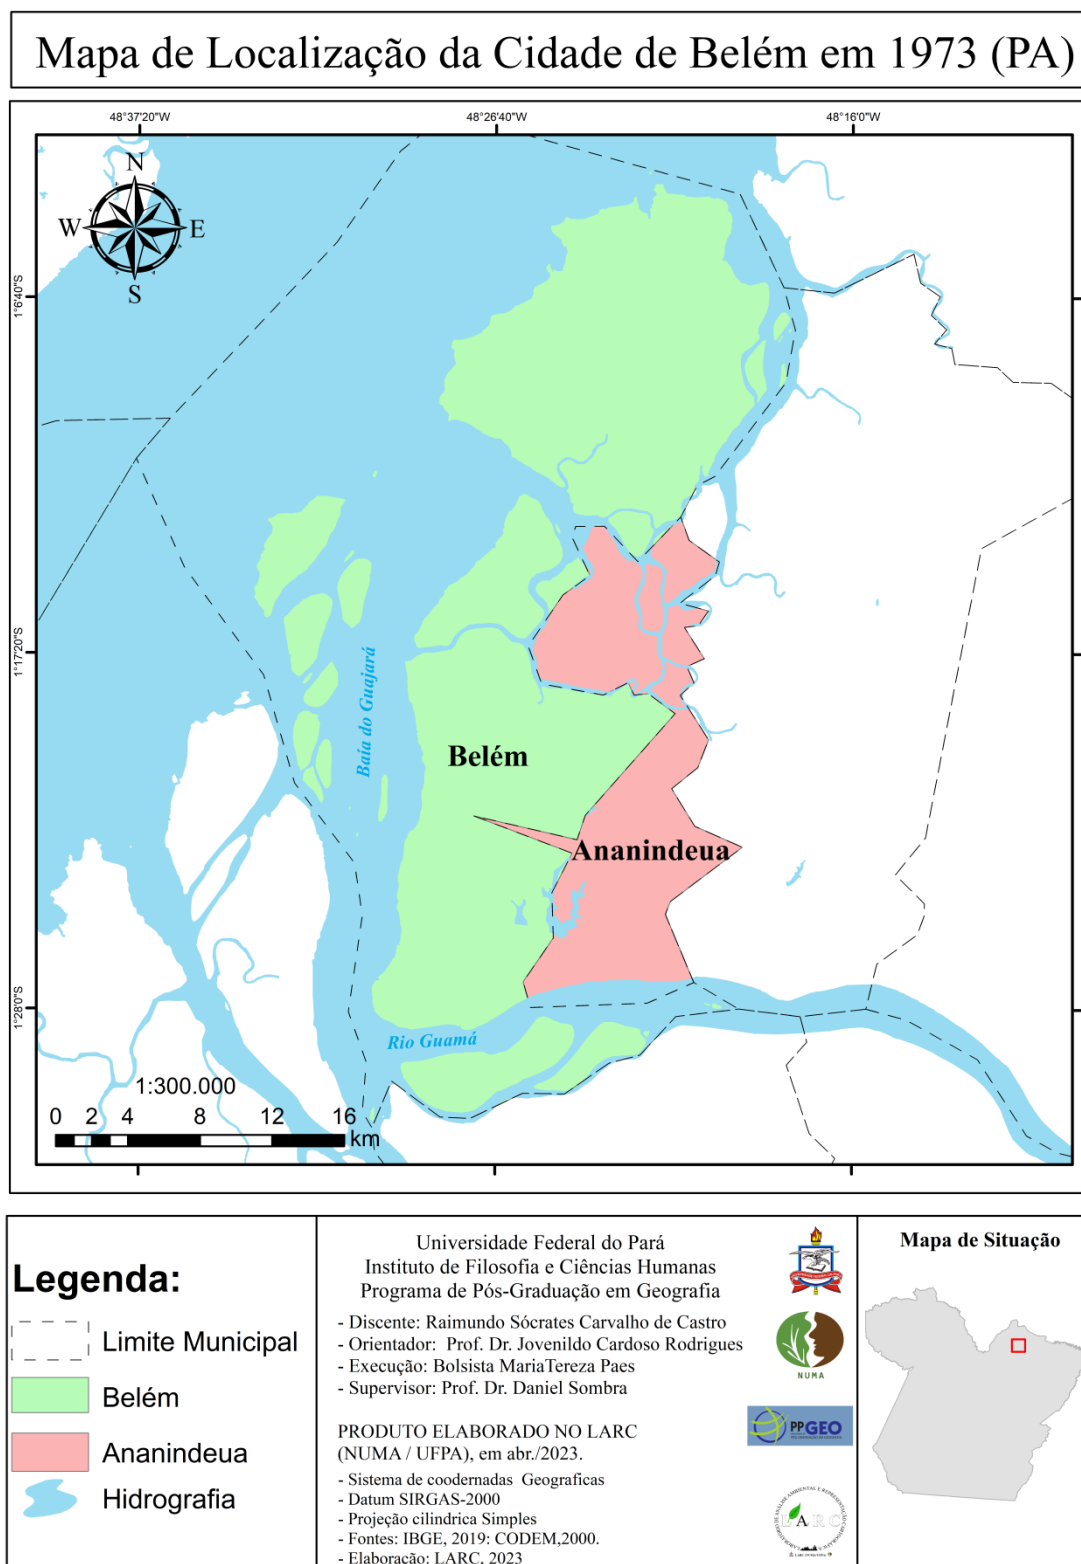 Mapa de Localização da Cidade de Belém em 1973 (PA)
48°37'20"W
48°26'40"W
48°16'0"W
N
W
E
S
1°6'40"S
1°17'20"S
1°28'0"S
Baía do Guajará
Belém
Ananindeua
Rio Guamá
1:300.000
0 2 4 8 12 16
km
Legenda:
Limite Municipal
Belém
Ananindeua
Hidrografia
Universidade Federal do Pará
Instituto de Filosofia e Ciências Humanas
Programa de Pós-Graduação em Geografia
- Discente: Raimundo Sócrates Carvalho de Castro
- Orientador: Prof. Dr. Jovenildo Cardoso Rodrigues
- Execução: Bolsista MariaTereza Paes
- Supervisor: Prof. Dr. Daniel Sombra
PRODUTO ELABORADO NO LARC
(NUMA / UFPA), em abr./2023.
- Sistema de coodernadas Geograficas
- Datum SIRGAS-2000
- Projeção cilindrica Simples
- Fontes: IBGE, 2019: CODEM,2000.
- Elaboração: LARC, 2023
NUMA
PPGEO
LARC
Mapa de Situação